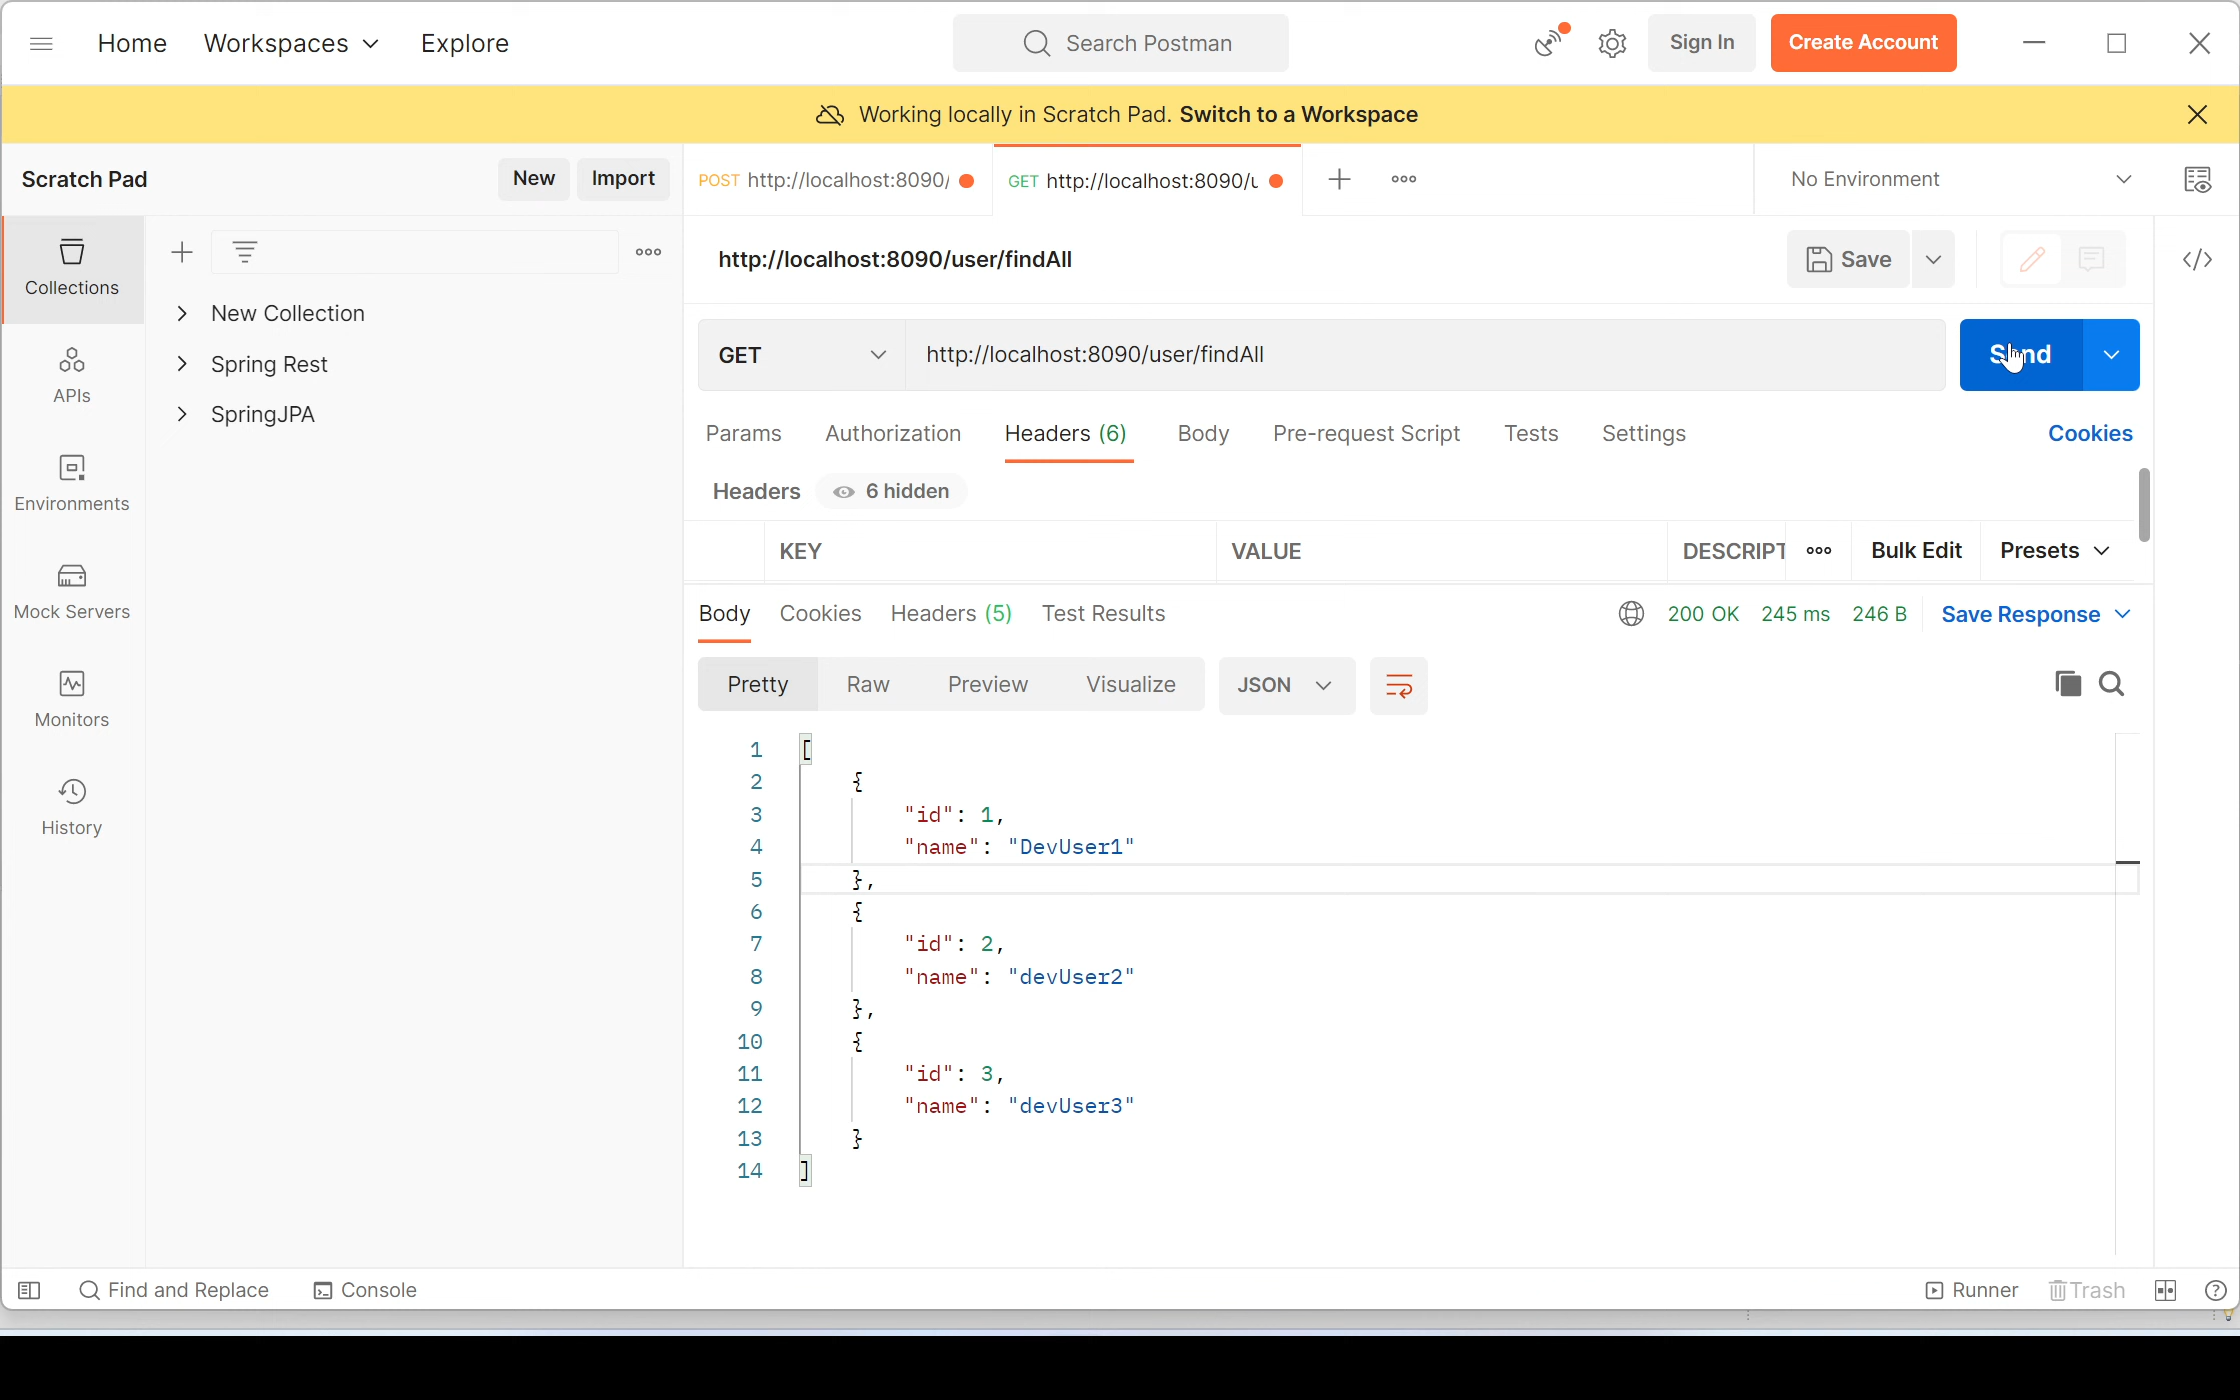 Home Workspaces Explore Search Postman Sign In Create Account
Working locally in Scratch Pad. Switch to a Workspace
Scratch Pad New Import POST http://localhost:8090/ GET http://localhost:8090/u No Environment
Collections
http://localhost:8090/user/findAll Save
New Collection
Spring Rest
SpringJPA
APIs
Environments
Mock Servers
Monitors
History
GET http://localhost:8090/user/findAll Send
Params Authorization Headers (6) Body Pre-request Script Tests Settings Cookies
Headers 6 hidden
KEY VALUE DESCRIPT Bulk Edit Presets
Body Cookies Headers (5) Test Results 200 OK 245 ms 246 B Save Response
Pretty Raw Preview Visualize JSON
1 [
2 {
3 "id": 1,
4 "name": "DevUser1"
5 },
6 {
7 "id": 2,
8 "name": "devUser2"
9 },
10 {
11 "id": 3,
12 "name": "devUser3"
13 }
14 ]
Find and Replace Console Runner Trash